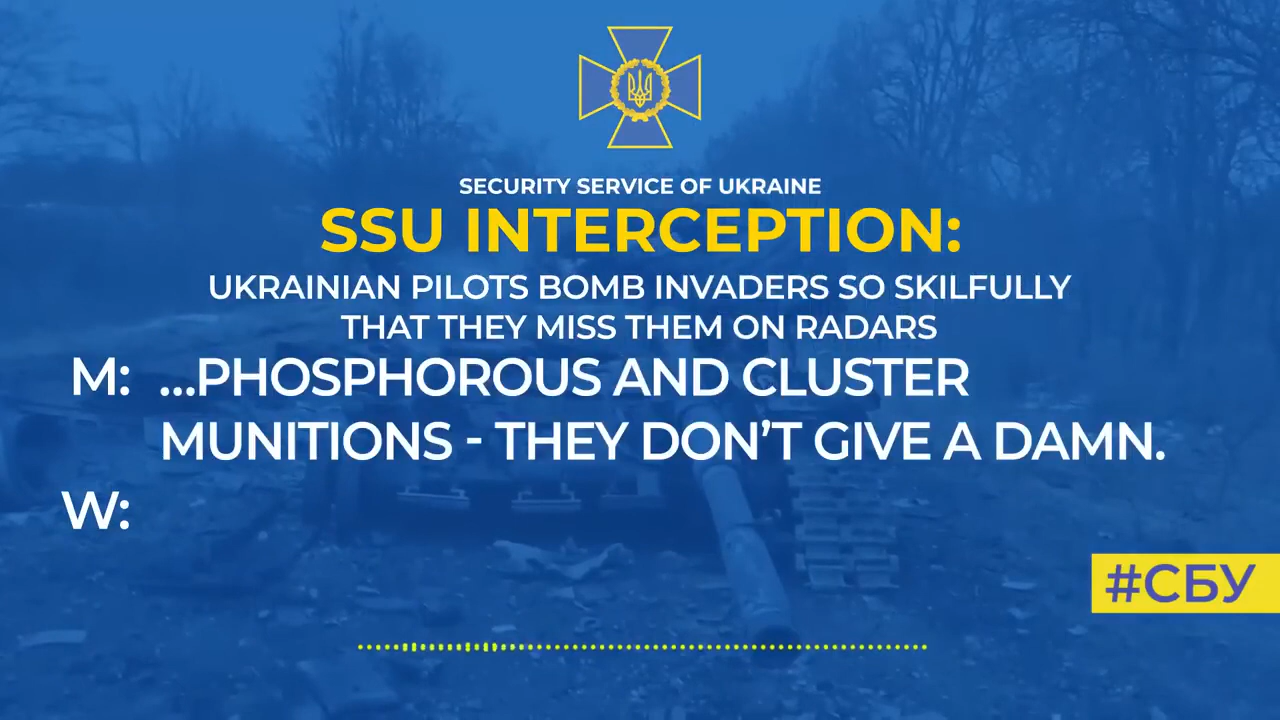 SECURITY SERVICE OF UKRAINE
SSU INTERCEPTION:
UKRAINIAN PILOTS BOMB INVADERS SO SKILFULLY
THAT THEY MISS THEM ON RADARS
M: ...PHOSPHOROUS AND CLUSTER
MUNITIONS - THEY DON'T GIVE A DAMN.
W:
#СБУ